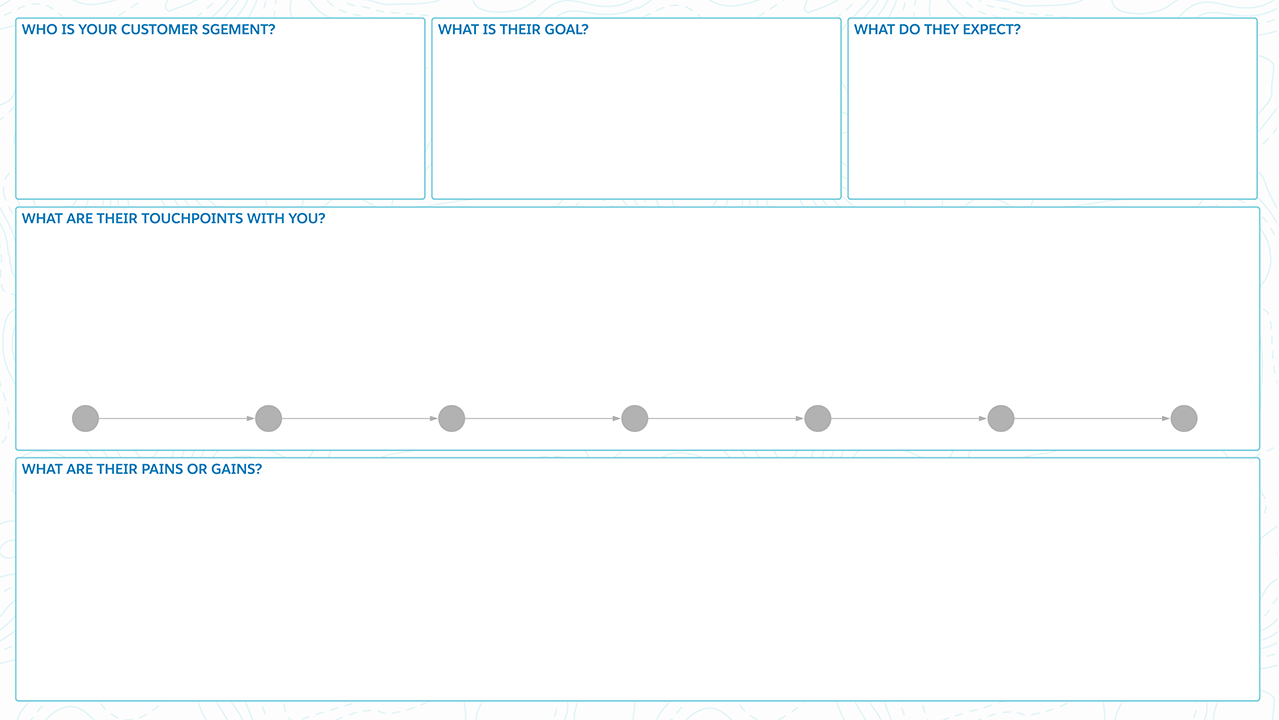 WHO IS YOUR CUSTOMER SGEMENT?
WHAT IS THEIR GOAL?
WHAT DO THEY EXPECT?
WHAT ARE THEIR TOUCHPOINTS WITH YOU?
WHAT ARE THEIR PAINS OR GAINS?